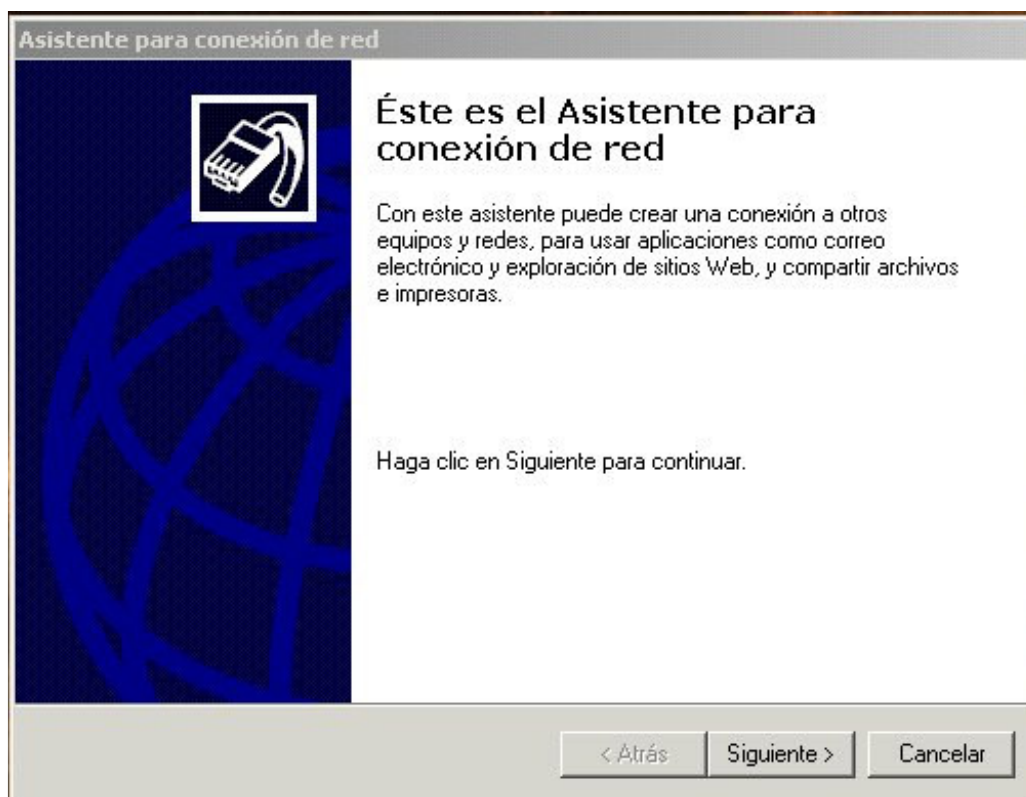 Asistente para conexión de red
Éste es el Asistente para
conexión de red
Con este asistente puede crear una conexión a otros
equipos y redes, para usar aplicaciones como correo
electrónico y exploración de sitios Web, y compartir archivos
e impresoras.
Haga clic en Siguiente para continuar.
< Atrás
Siguiente >
Cancelar